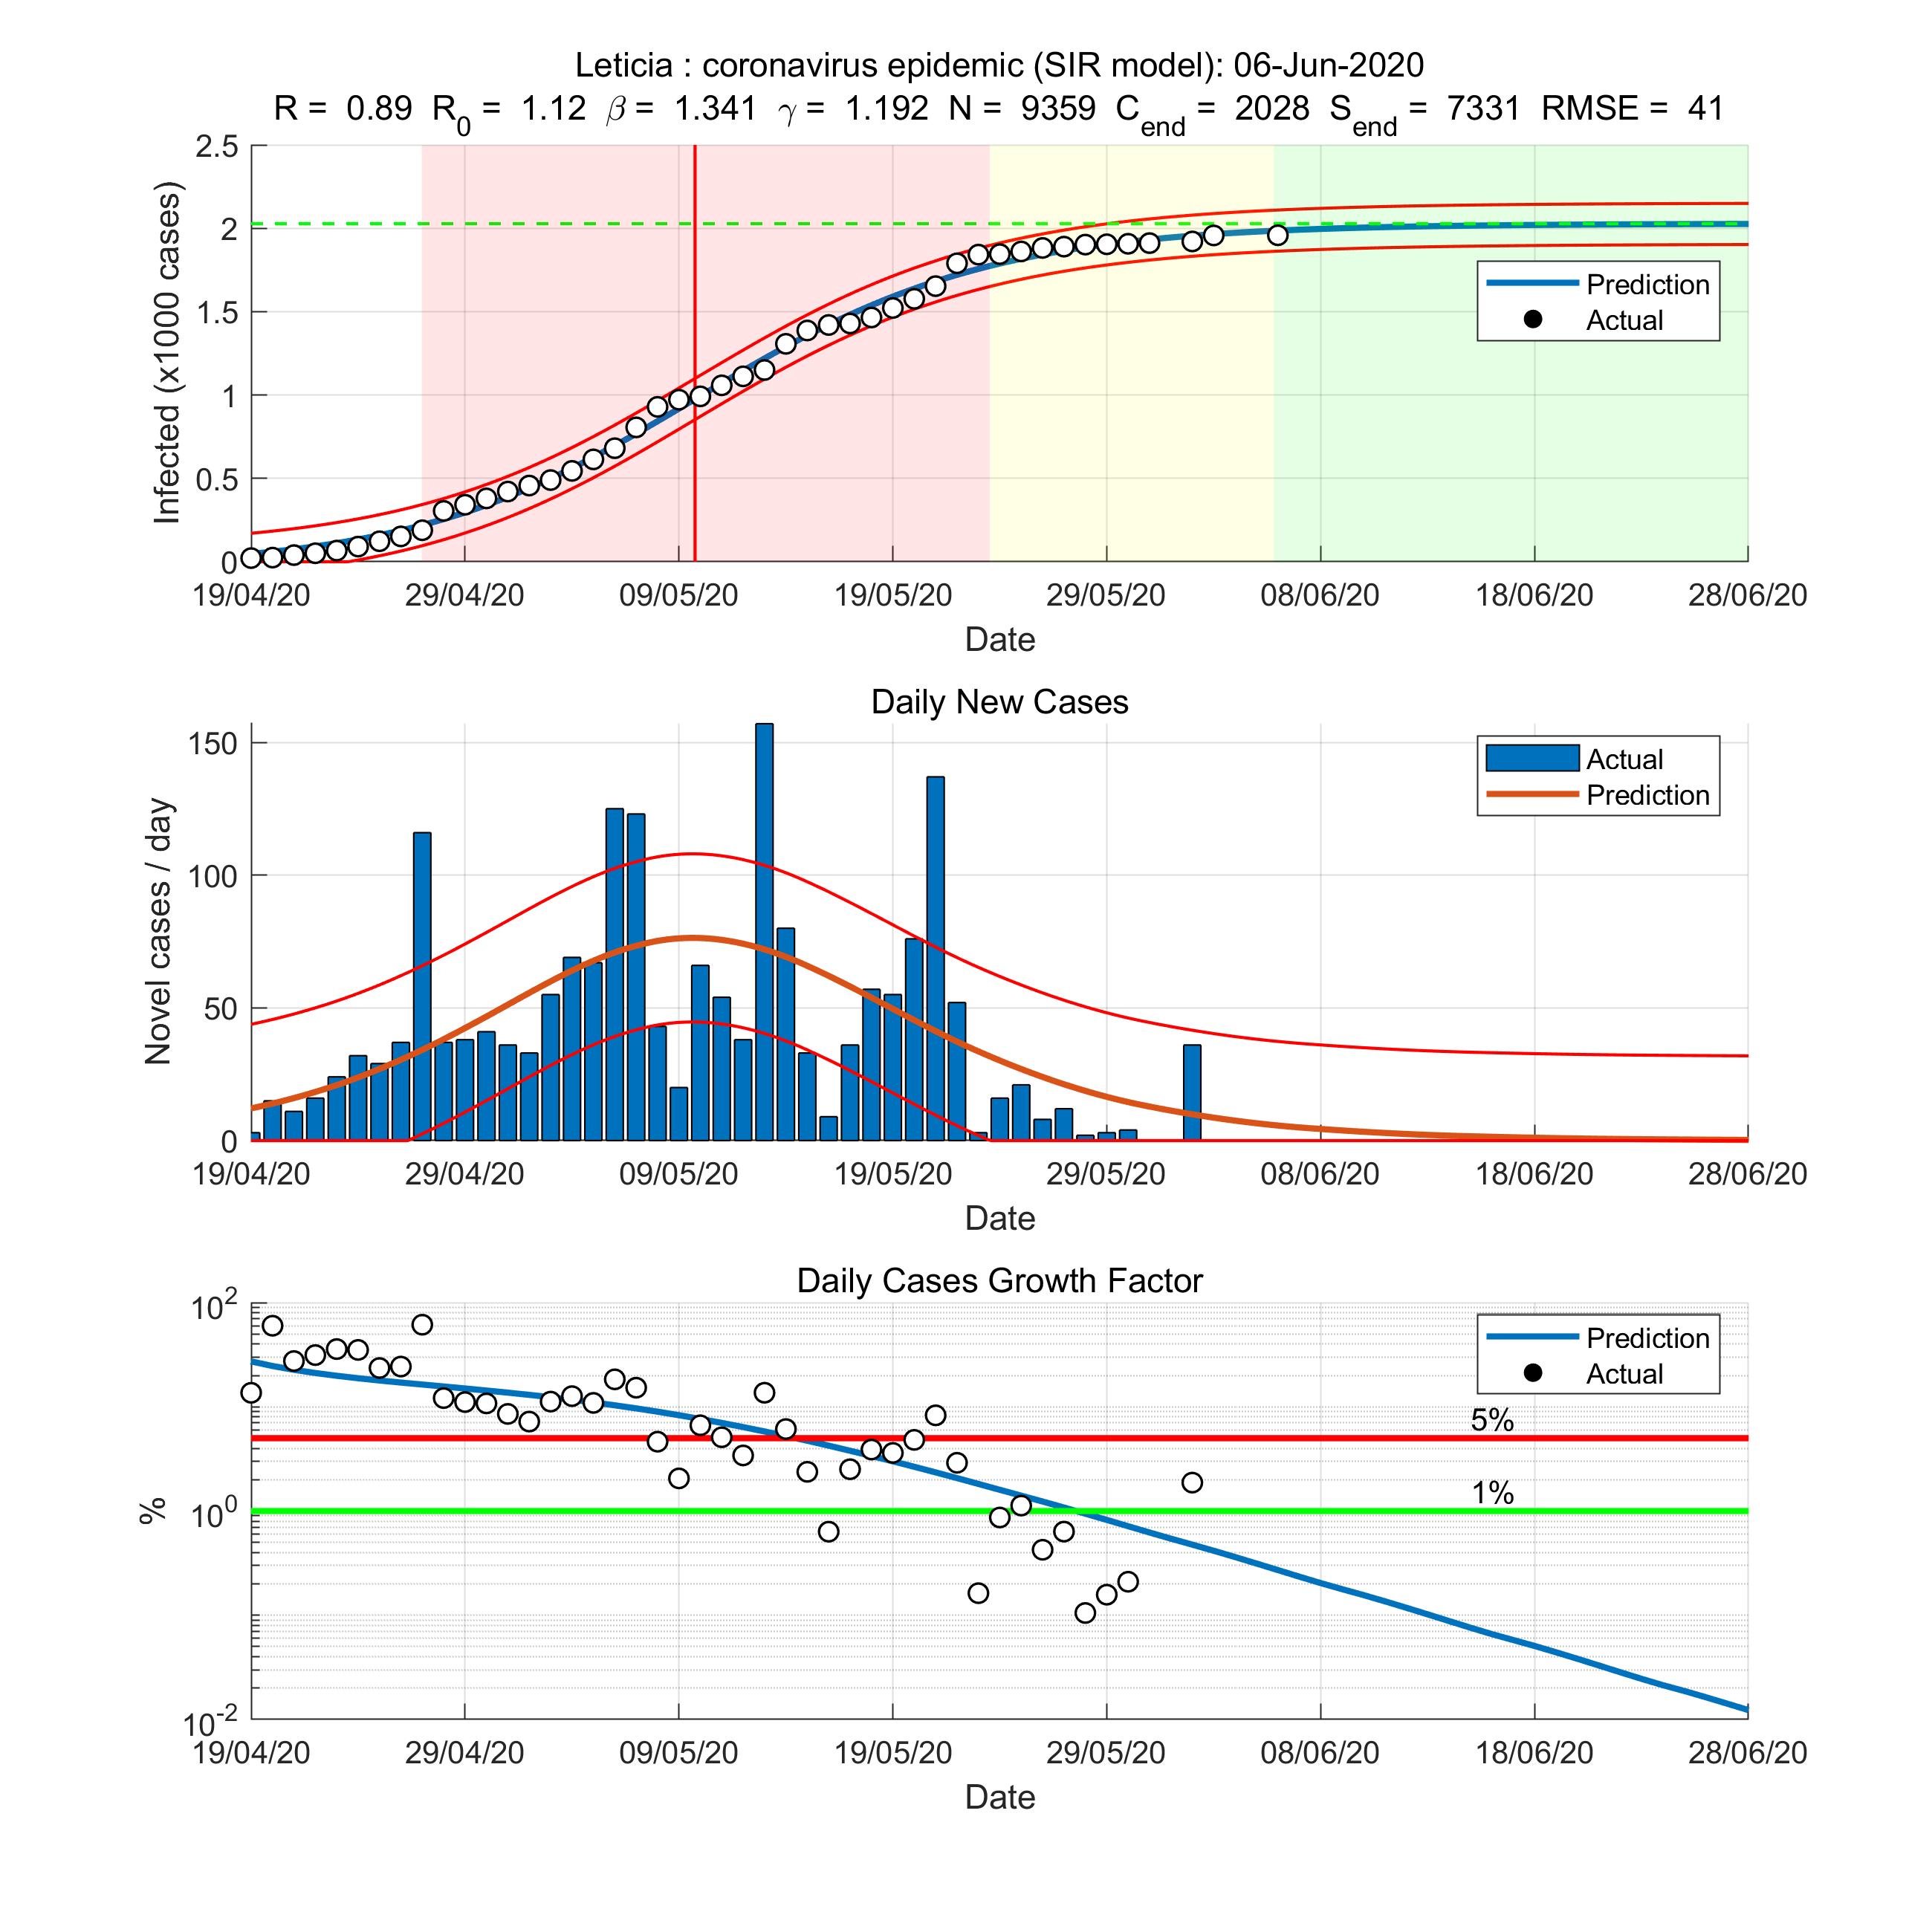 Leticia : coronavirus epidemic (SIR model): 06-Jun-2020
R = 0.89 R0 = 1.12 β = 1.341 γ = 1.192 N = 9359 Cend = 2028 Send = 7331 RMSE = 41
Infected (x1000 cases)
2.5
2
1.5
1
0.5
0
Prediction
Actual
19/04/20 29/04/20 09/05/20 19/05/20 29/05/20 08/06/20 18/06/20 28/06/20
Date
Daily New Cases
Novel cases / day
150
100
50
0
Actual
Prediction
19/04/20 29/04/20 09/05/20 19/05/20 29/05/20 08/06/20 18/06/20 28/06/20
Date
Daily Cases Growth Factor
%
10^2
10^0
10^-2
Prediction
Actual
5%
1%
19/04/20 29/04/20 09/05/20 19/05/20 29/05/20 08/06/20 18/06/20 28/06/20
Date